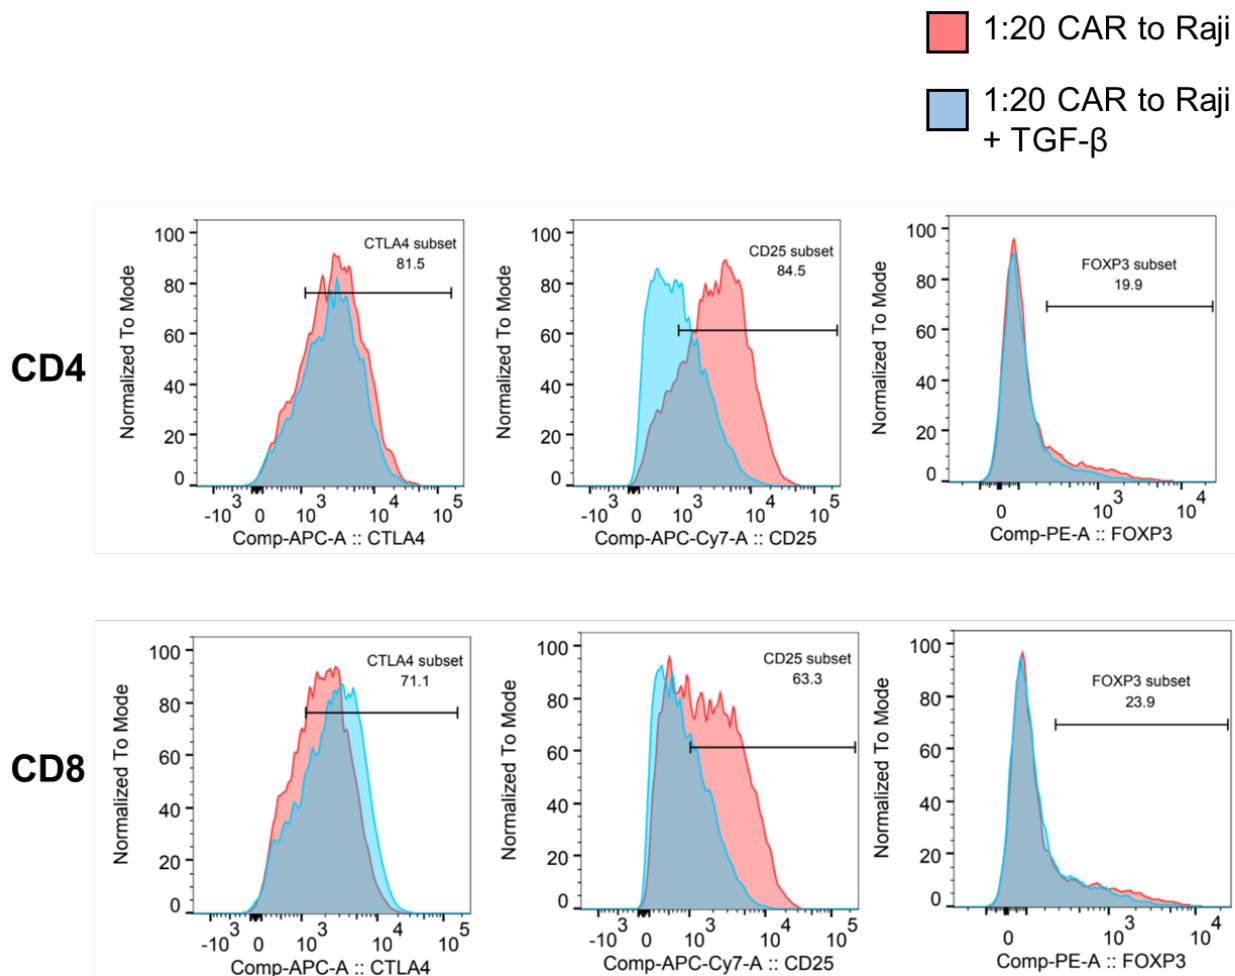 1:20 CAR to Raji
1:20 CAR to Raji
+ TGF-β
CD4
Normalized To Mode
100
80
60
40
20
0
CTLA4 subset
81.5
-10^3 0 10^3 10^4 10^5
Comp-APC-A :: CTLA4
Normalized To Mode
100
80
60
40
20
0
CD25 subset
84.5
-10^3 0 10^3 10^4 10^5
Comp-APC-Cy7-A :: CD25
Normalized To Mode
100
80
60
40
20
0
FOXP3 subset
19.9
0 10^3 10^4
Comp-PE-A :: FOXP3
CD8
Normalized To Mode
100
80
60
40
20
0
CTLA4 subset
71.1
-10^3 0 10^3 10^4 10^5
Comp-APC-A :: CTLA4
Normalized To Mode
100
80
60
40
20
0
CD25 subset
63.3
-10^3 0 10^3 10^4 10^5
Comp-APC-Cy7-A :: CD25
Normalized To Mode
100
80
60
40
20
0
FOXP3 subset
23.9
0 10^3 10^4
Comp-PE-A :: FOXP3